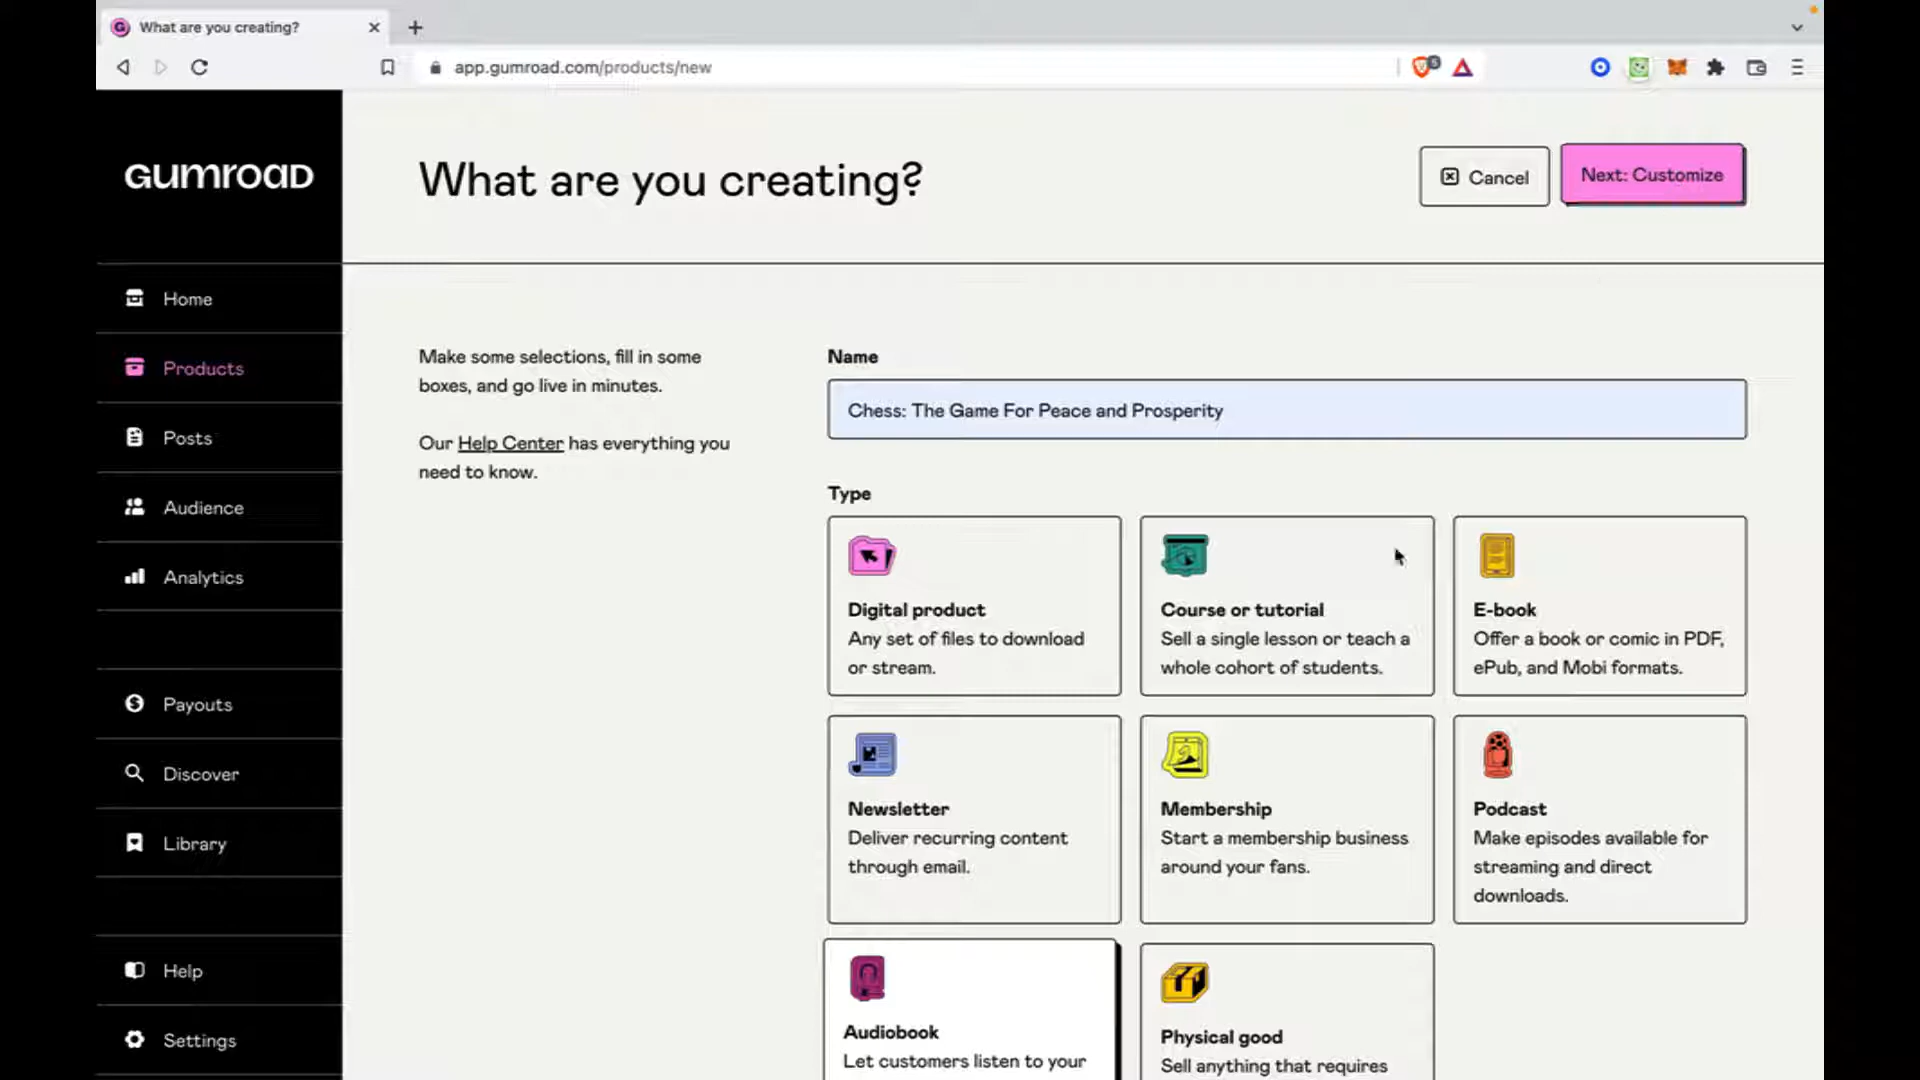 What are you creating?
app.gumroad.com/products/new
5
GUMROAD
What are you creating?
Cancel
Next: Customize
Home
Products
Posts
Audience
Analytics
Payouts
Discover
Library
Help
Settings
Make some selections, fill in some
boxes, and go live in minutes.
Our Help Center has everything you
need to know.
Name
Chess: The Game For Peace and Prosperity
Type
Digital product
Any set of files to download
or stream.
Course or tutorial
Sell a single lesson or teach a
whole cohort of students.
E-book
Offer a book or comic in PDF,
ePub, and Mobi formats.
Newsletter
Deliver recurring content
through email.
Membership
Start a membership business
around your fans.
Podcast
Make episodes available for
streaming and direct
downloads.
Audiobook
Let customers listen to your
Physical good
Sell anything that requires